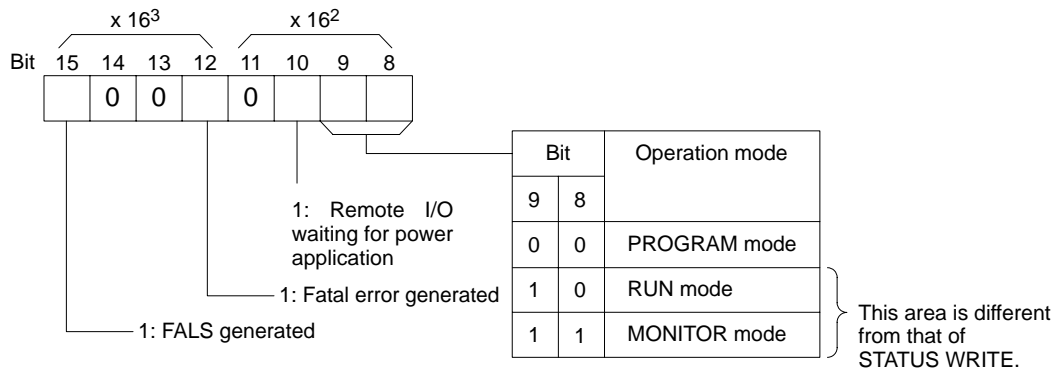 x 16³ x 16²
Bit 15 14 13 12 11 10 9 8
0 0 0
Bit Operation mode
9 8
0 0 PROGRAM mode
1 0 RUN mode
1 1 MONITOR mode
1: Remote I/O
waiting for power
application
1: Fatal error generated
1: FALS generated
This area is different
from that of
STATUS WRITE.